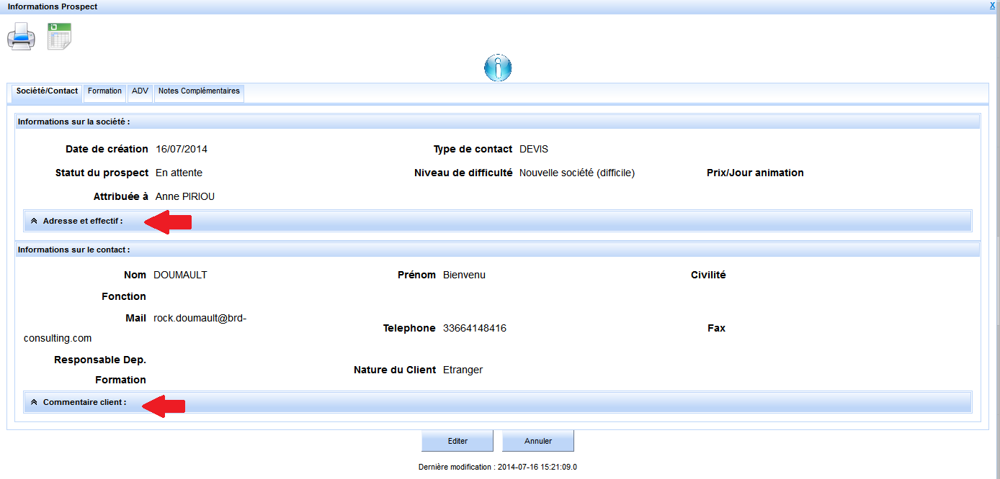 Informations Prospect X
Société/Contact Formation ADV Notes Complémentaires
Informations sur la société :
Date de création 16/07/2014 Type de contact DEVIS
Statut du prospect En attente Niveau de difficulté Nouvelle société (difficile) Prix/Jour animation
Attribuée à Anne PIRIOU
Adresse et effectif :
Informations sur le contact :
Nom DOUMAULT Prénom Bienvenu Civilité
Fonction
Mail rock.doumault@brd-
consulting.com
Telephone 33664148416 Fax
Responsable Dep.
Formation
Nature du Client Etranger
Commentaire client :
Editer Annuler
Dernière modification : 2014-07-16 15:21:09.0